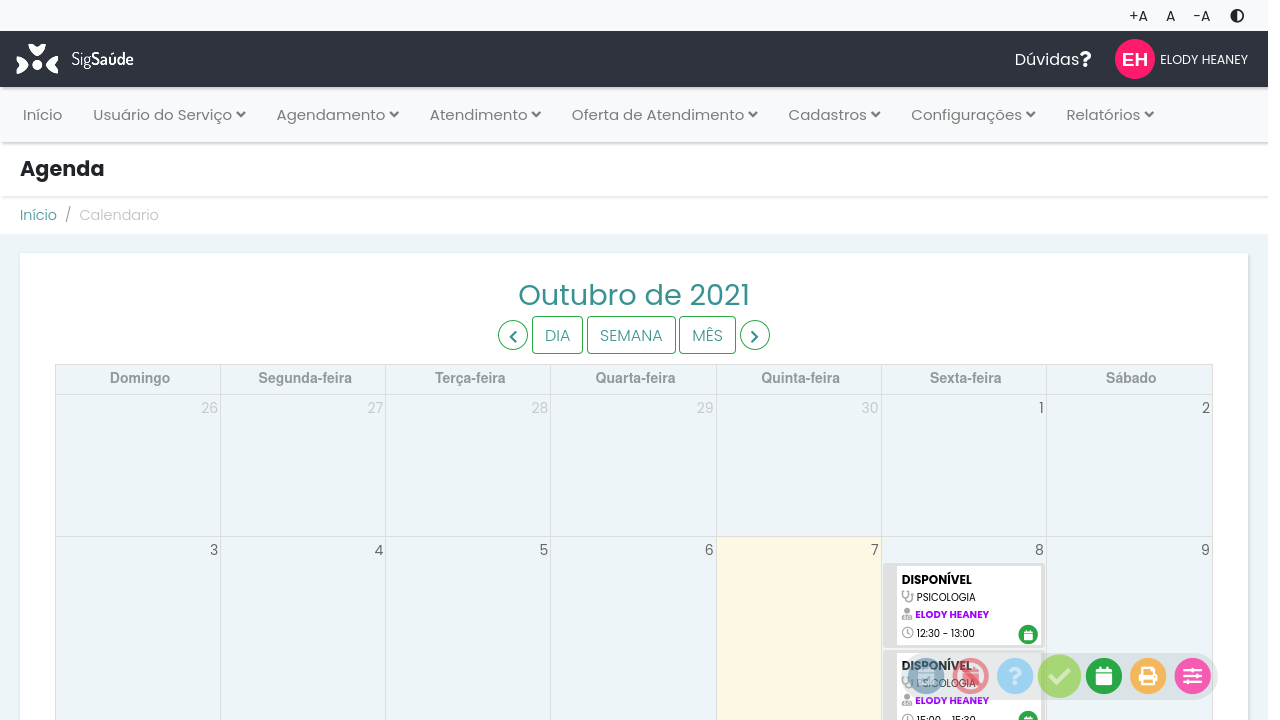 +A A -A
SigSaúde Dúvidas? EH ELODY HEANEY
Início Usuário do Serviço Agendamento Atendimento Oferta de Atendimento Cadastros Configurações Relatórios
Agenda
Início / Calendario
Outubro de 2021
DIA SEMANA MÊS
Domingo Segunda-feira Terça-feira Quarta-feira Quinta-feira Sexta-feira Sábado
26 27 28 29 30 1 2
3 4 5 6 7 8 9
DISPONÍVEL
PSICOLOGIA
ELODY HEANEY
12:30 - 13:00
DISPONÍVEL
PSICOLOGIA
ELODY HEANEY
15:00 - 15:30